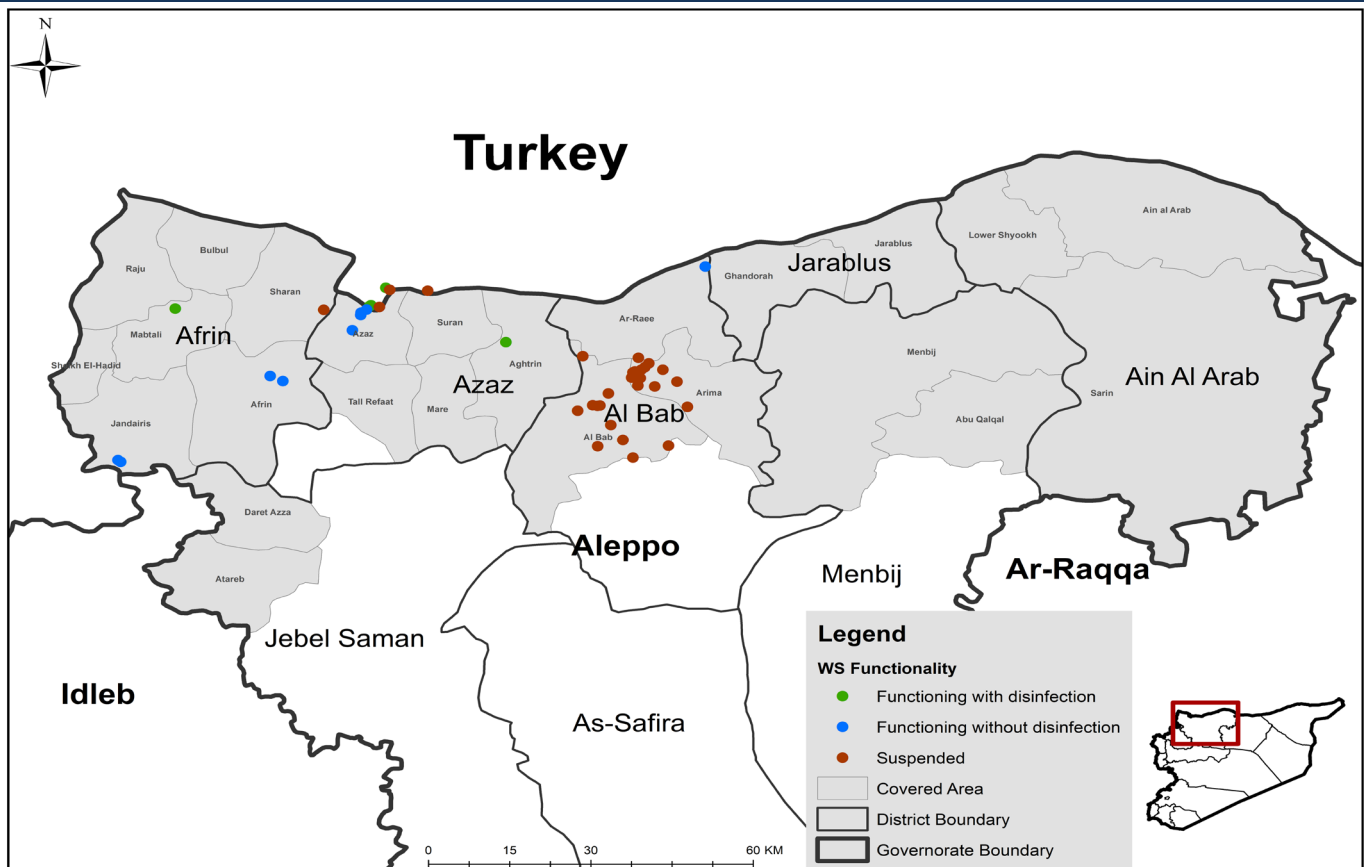 N
Turkey
Ain al Arab
Lower Shyookh
Jarablus
Bulbul
Raju
Ghandorah
Jarablus
Sharan
Ar-Raee
Suran
Mabtali
Afrin
Azaz
Menbij
Sheikh El-Hadid
Aghtrin
Ain Al Arab
Azaz
Arima
Sarin
Afrin
Tall Refaat
Mare
Al Bab
Abu Qalqal
Jandairis
Al Bab
Daret Azza
Aleppo
Menbij
Ar-Raqqa
Atareb
Jebel Saman
Idleb
As-Safira
Legend
WS Functionality
Functioning with disinfection
Functioning without disinfection
Suspended
Covered Area
District Boundary
Governorate Boundary
0 15 30 60 KM